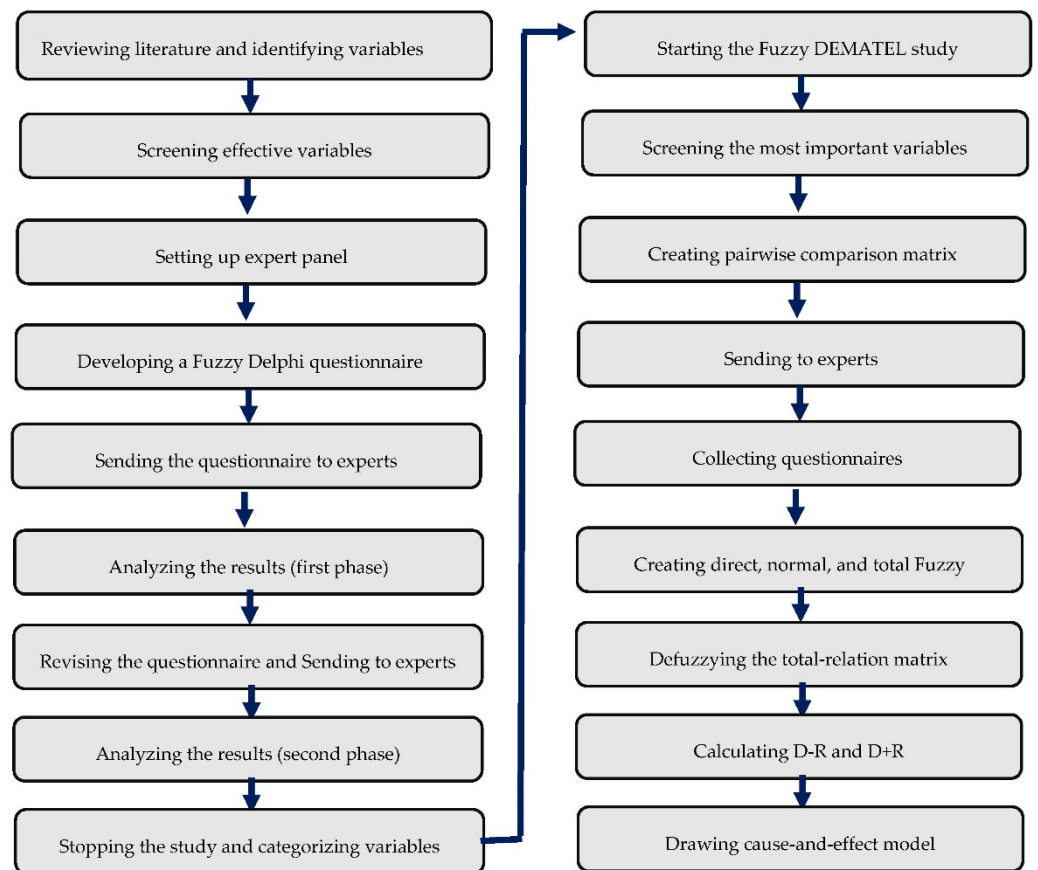 Reviewing literature and identifying variables
Screening effective variables
Setting up expert panel
Developing a Fuzzy Delphi questionnaire
Sending the questionnaire to experts
Analyzing the results (first phase)
Revising the questionnaire and Sending to experts
Analyzing the results (second phase)
Stopping the study and categorizing variables
Starting the Fuzzy DEMATEL study
Screening the most important variables
Creating pairwise comparison matrix
Sending to experts
Collecting questionnaires
Creating direct, normal, and total Fuzzy
Defuzzying the total-relation matrix
Calculating D-R and D+R
Drawing cause-and-effect model